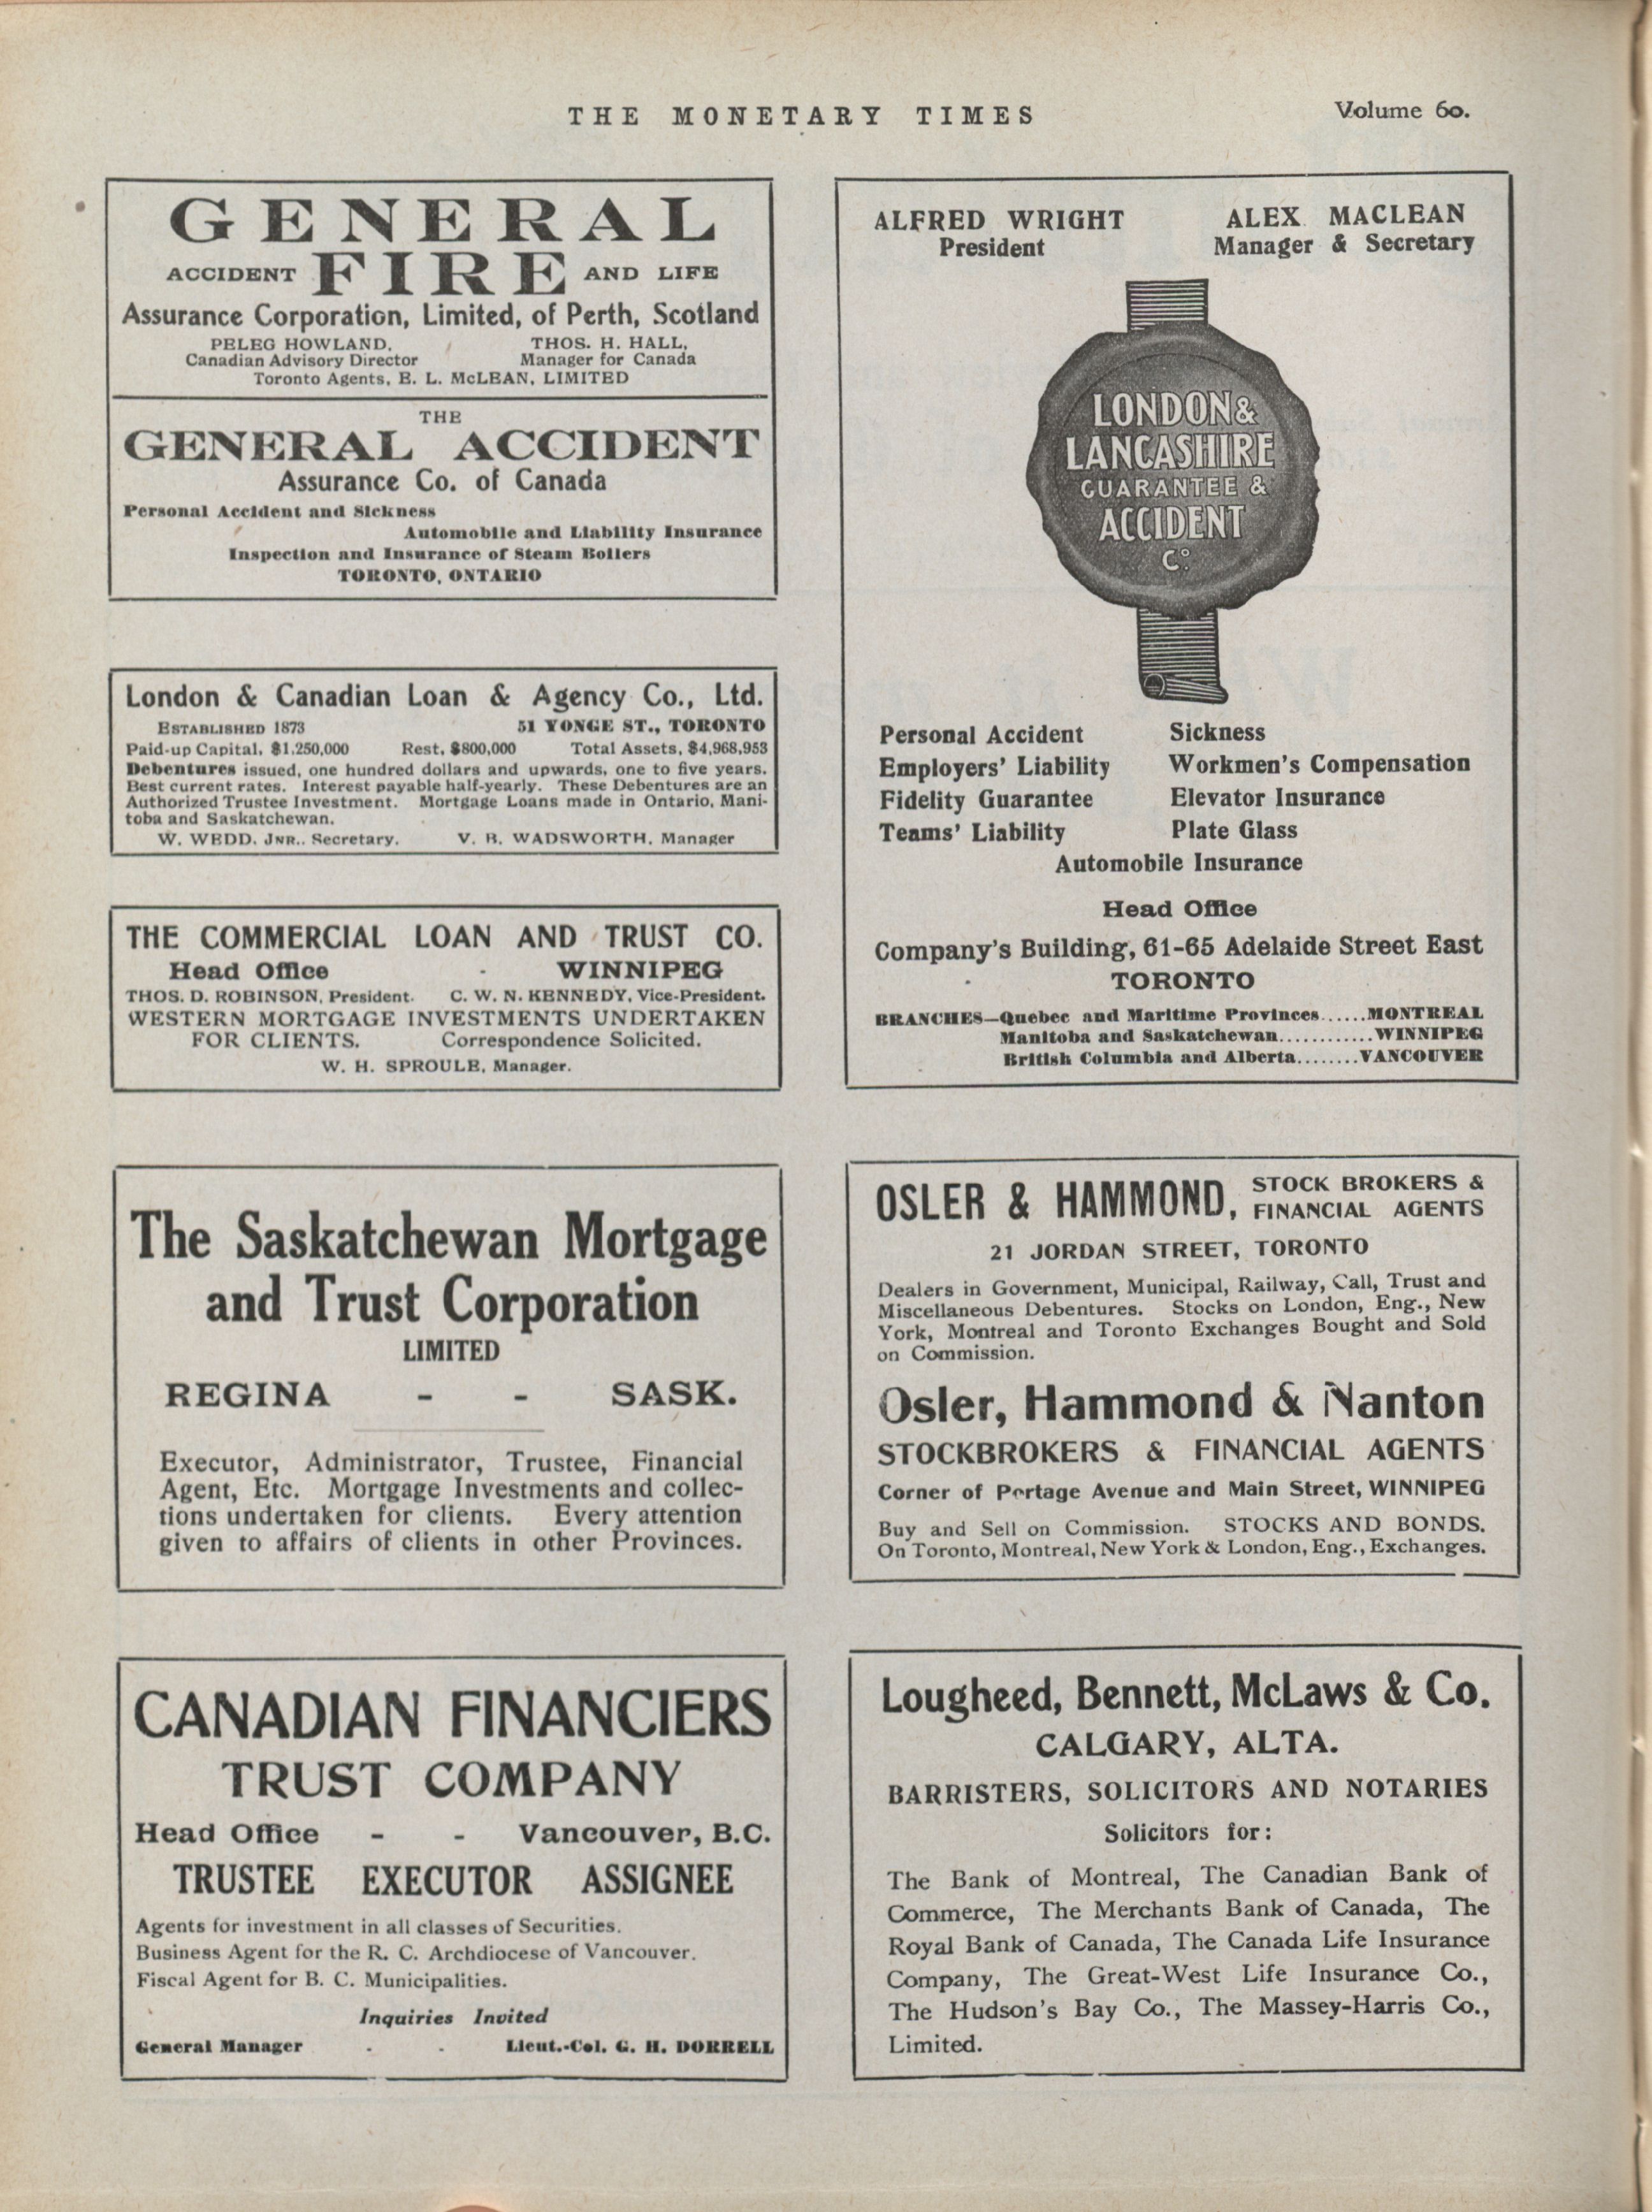 THE MONETARY TIMES
Volume 60.
GENERAL
ACCIDENT FIRE AND LIFE
Assurance Corporation, Limited, of Perth, Scotland
PELEG HOWLAND, THOS. H. HALL,
Canadian Advisory Director Manager for Canada
Toronto Agents, E. L. McLEAN, LIMITED
THE
GENERAL ACCIDENT
Assurance Co. of Canada
Personal Accident and Sickness
Automobile and Liability Insurance
Inspection and Insurance of Steam Boilers
TORONTO, ONTARIO
London & Canadian Loan & Agency Co., Ltd.
ESTABLISHED 1873 51 YONGE ST., TORONTO
Paid-up Capital, $1,250,000 Rest, $800,000 Total Assets, $4,968,953
Debentures issued, one hundred dollars and upwards, one to five years.
Best current rates. Interest payable half-yearly. These Debentures are an
Authorized Trustee Investment. Mortgage Loans made in Ontario, Mani-
toba and Saskatchewan.
W. WEDD, JNR., Secretary. V. B. WADSWORTH, Manager
THE COMMERCIAL LOAN AND TRUST CO.
Head Office - WINNIPEG
THOS. D. ROBINSON, President. C. W. N. KENNEDY, Vice-President.
WESTERN MORTGAGE INVESTMENTS UNDERTAKEN
FOR CLIENTS. Correspondence Solicited.
W. H. SPROULE, Manager.
The Saskatchewan Mortgage
and Trust Corporation
LIMITED
REGINA - - SASK.
Executor, Administrator, Trustee, Financial
Agent, Etc. Mortgage Investments and collec-
tions undertaken for clients. Every attention
given to affairs of clients in other Provinces.
CANADIAN FINANCIERS
TRUST COMPANY
Head Office - - Vancouver, B.C.
TRUSTEE EXECUTOR ASSIGNEE
Agents for investment in all classes of Securities.
Business Agent for the R. C. Archdiocese of Vancouver.
Fiscal Agent for B. C. Municipalities.
Inquiries Invited
General Manager - - Lieut.-Col. G. H. DORRELL
ALFRED WRIGHT ALEX. MACLEAN
President Manager & Secretary
LONDON &
LANCASHIRE
GUARANTEE &
ACCIDENT
Co.
Personal Accident Sickness
Employers' Liability Workmen's Compensation
Fidelity Guarantee Elevator Insurance
Teams' Liability Plate Glass
Automobile Insurance
Head Office
Company's Building, 61-65 Adelaide Street East
TORONTO
BRANCHES—Quebec and Maritime Provinces......MONTREAL
Manitoba and Saskatchewan............WINNIPEG
British Columbia and Alberta........VANCOUVER
OSLER & HAMMOND, STOCK BROKERS &
FINANCIAL AGENTS
21 JORDAN STREET, TORONTO
Dealers in Government, Municipal, Railway, Call, Trust and
Miscellaneous Debentures. Stocks on London, Eng., New
York, Montreal and Toronto Exchanges Bought and Sold
on Commission.
Osler, Hammond & Nanton
STOCKBROKERS & FINANCIAL AGENTS
Corner of Portage Avenue and Main Street, WINNIPEG
Buy and Sell on Commission. STOCKS AND BONDS.
On Toronto, Montreal, New York & London, Eng., Exchanges.
Lougheed, Bennett, McLaws & Co.
CALGARY, ALTA.
BARRISTERS, SOLICITORS AND NOTARIES
Solicitors for:
The Bank of Montreal, The Canadian Bank of
Commerce, The Merchants Bank of Canada, The
Royal Bank of Canada, The Canada Life Insurance
Company, The Great-West Life Insurance Co.,
The Hudson's Bay Co., The Massey-Harris Co.,
Limited.